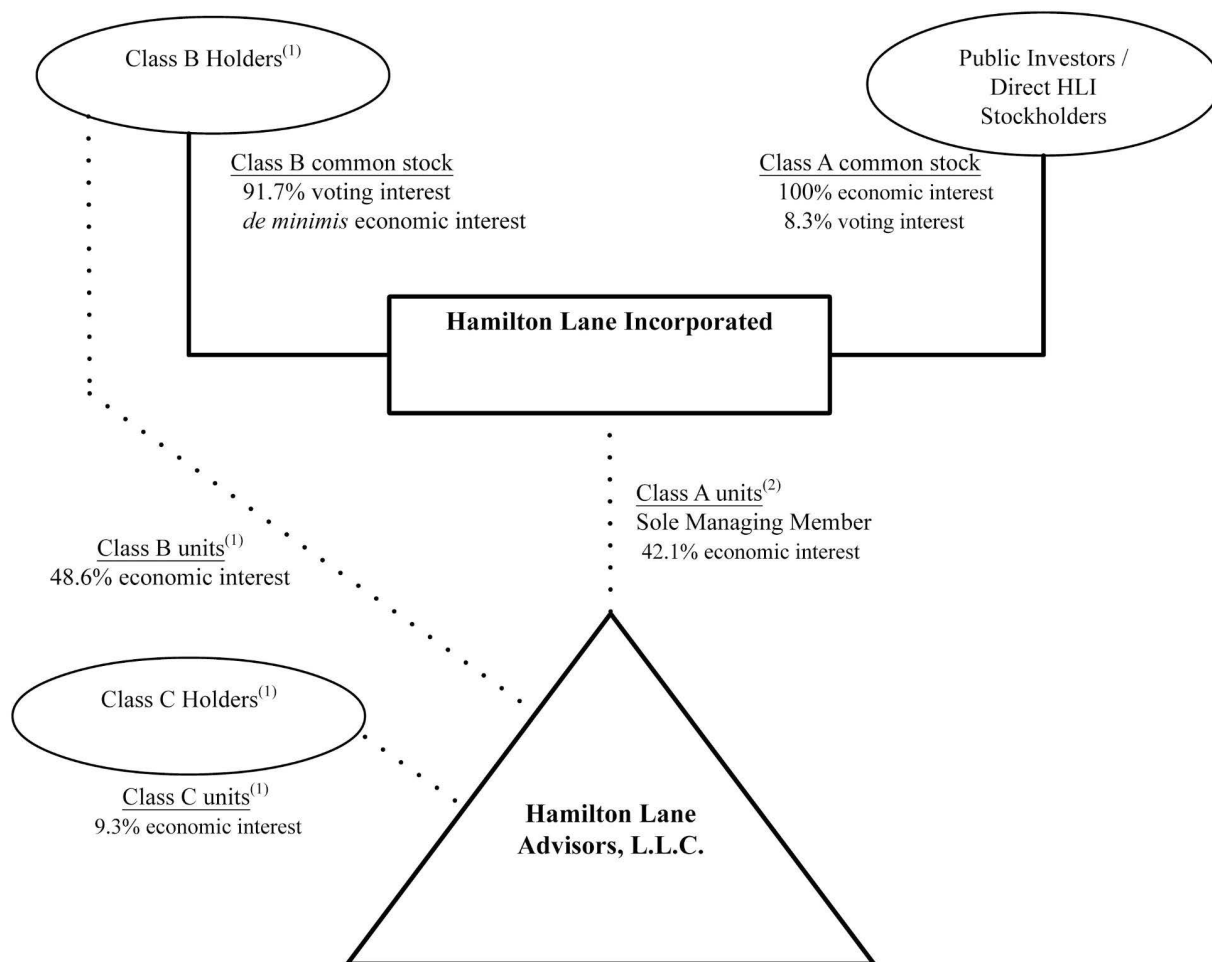 Class B Holders(1)
Public Investors /
Direct HLI
Stockholders
Class B common stock
91.7% voting interest
de minimis economic interest
Class A common stock
100% economic interest
8.3% voting interest
Hamilton Lane Incorporated
Class A units(2)
Sole Managing Member
42.1% economic interest
Class B units(1)
48.6% economic interest
Class C Holders(1)
Class C units(1)
9.3% economic interest
Hamilton Lane
Advisors, L.L.C.